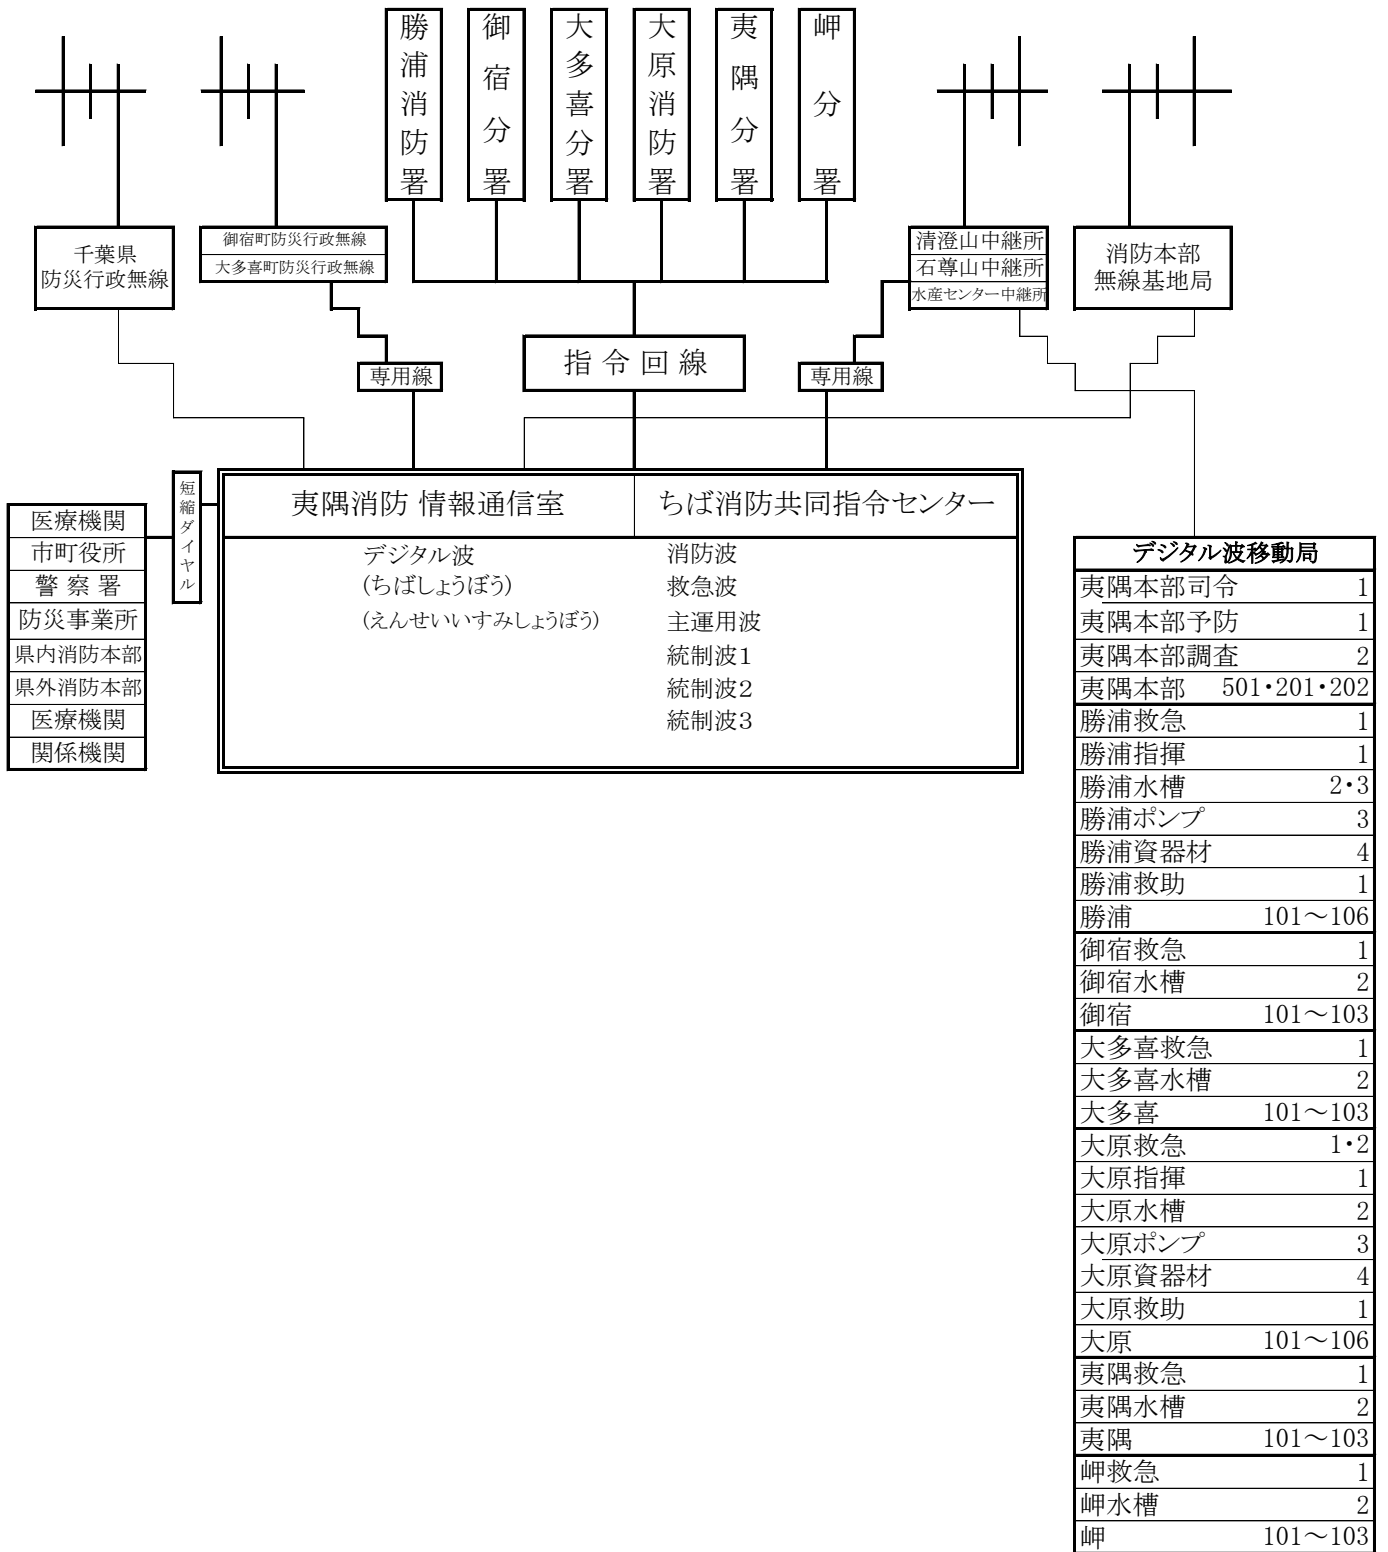 勝浦消防署
御宿分署
大多喜分署
大原消防署
夷隅分署
岬分署
千葉県
防災行政無線
御宿町防災行政無線
大多喜町防災行政無線
清澄山中継所
石尊山中継所
水産センター中継所
消防本部
無線基地局
専用線
指令回線
専用線
短縮ダイヤル
医療機関
市町役所
警察署
防災事業所
県内消防本部
県外消防本部
医療機関
関係機関
夷隅消防 情報通信室
ちば消防共同指令センター
デジタル波
(ちばしょうぼう)
(えんせいいすみしょうぼう)
消防波
救急波
主運用波
統制波1
統制波2
統制波3
デジタル波移動局
夷隅本部司令 1
夷隅本部予防 1
夷隅本部調査 2
夷隅本部 501・201・202
勝浦救急 1
勝浦指揮 1
勝浦水槽 2・3
勝浦ポンプ 3
勝浦資器材 4
勝浦救助 1
勝浦 101～106
御宿救急 1
御宿水槽 2
御宿 101～103
大多喜救急 1
大多喜水槽 2
大多喜 101～103
大原救急 1・2
大原指揮 1
大原水槽 2
大原ポンプ 3
大原資器材 4
大原救助 1
大原 101～106
夷隅救急 1
夷隅水槽 2
夷隅 101～103
岬救急 1
岬水槽 2
岬 101～103